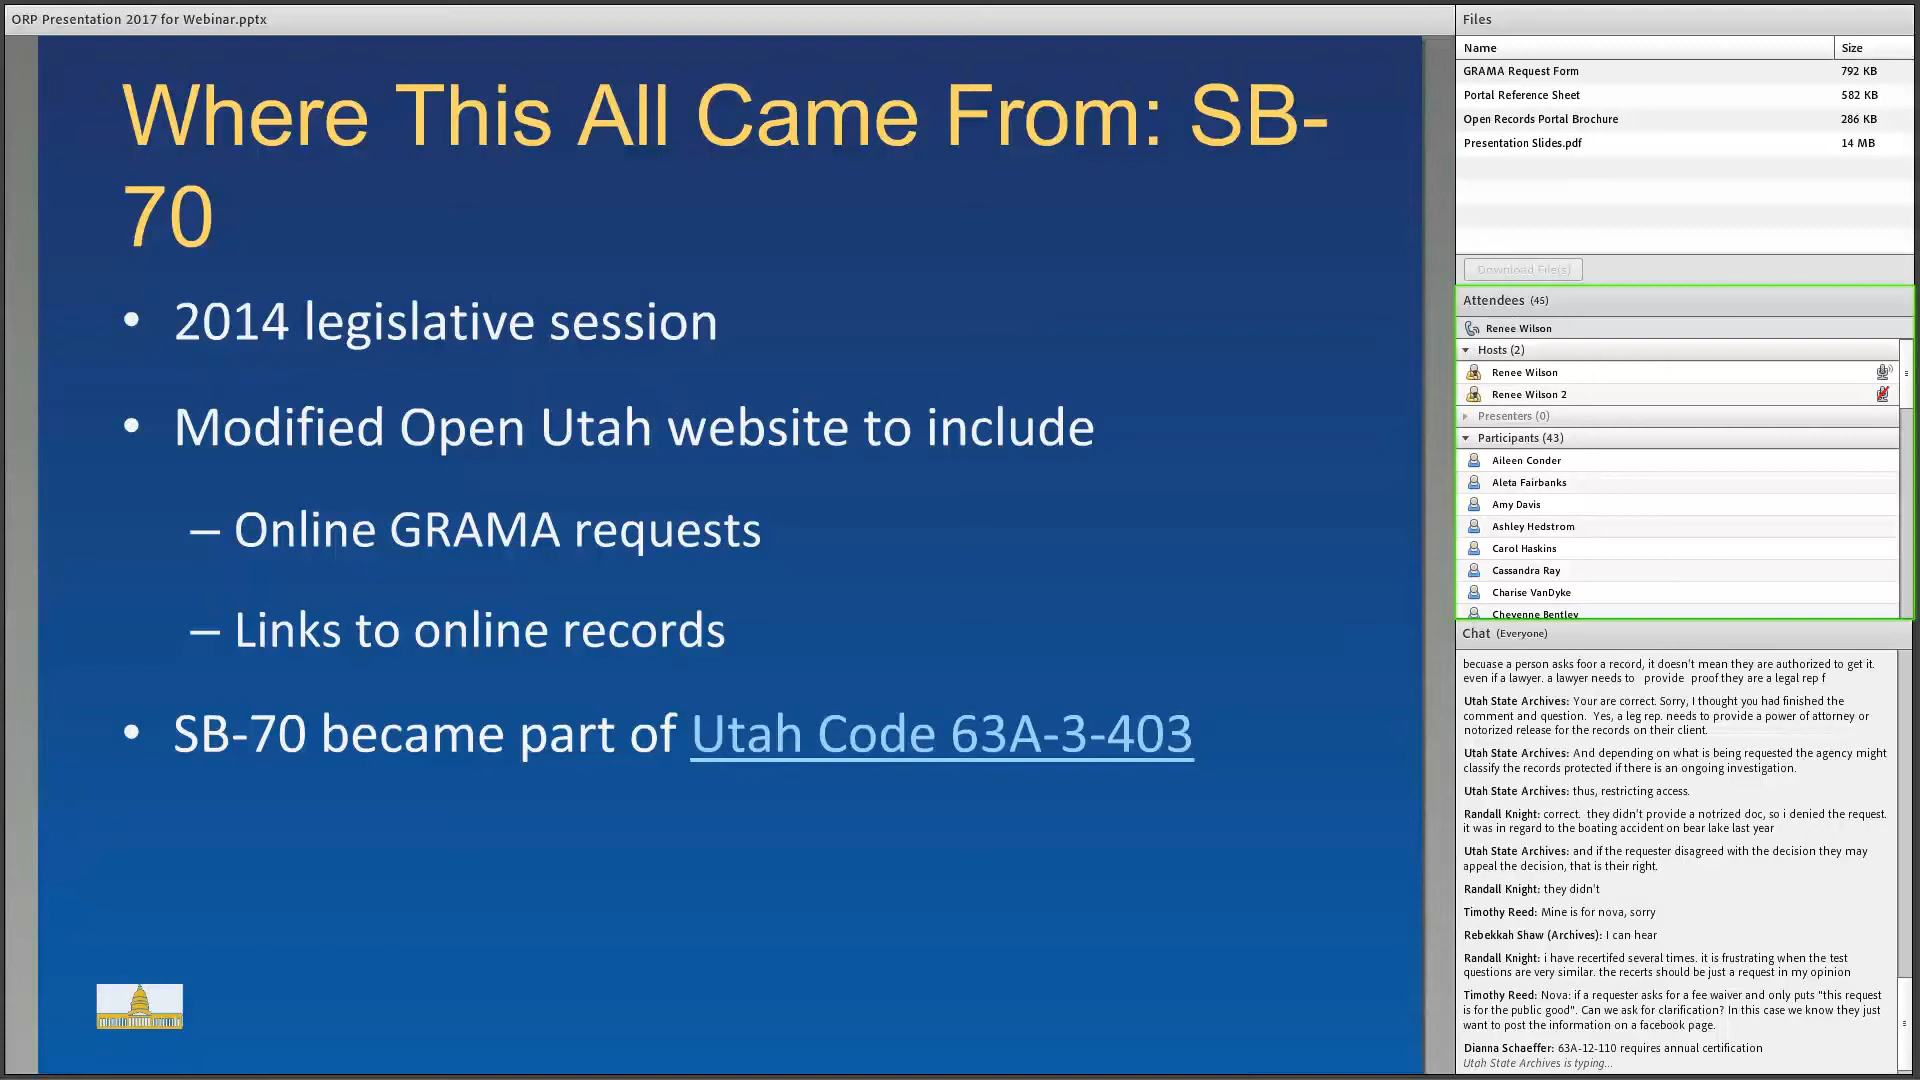 ORP Presentation 2017 for Webinar.pptx
Where This All Came From: SB-
70
• 2014 legislative session
• Modified Open Utah website to include
– Online GRAMA requests
– Links to online records
• SB-70 became part of Utah Code 63A-3-403
Files
Name Size
GRAMA Request Form 792 KB
Portal Reference Sheet 582 KB
Open Records Portal Brochure 286 KB
Presentation Slides.pdf 14 MB
Download File(s)
Attendees (45)
Renee Wilson
Hosts (2)
Renee Wilson
Renee Wilson 2
Presenters (0)
Participants (43)
Aileen Conder
Aleta Fairbanks
Amy Davis
Ashley Hedstrom
Carol Haskins
Cassandra Ray
Charise VanDyke
Cheyenne Bentley
Chat (Everyone)
becuase a person asks foor a record, it doesn't mean they are authorized to get it.
even if a lawyer. a lawyer needs to provide proof they are a legal rep f
Utah State Archives: Your are correct. Sorry, I thought you had finished the
comment and question. Yes, a leg rep. needs to provide a power of attorney or
notorized release for the records on their client.
Utah State Archives: And depending on what is being requested the agency might
classify the records protected if there is an ongoing investigation.
Utah State Archives: thus, restricting access.
Randall Knight: correct. they didn't provide a notrized doc, so i denied the request.
it was in regard to the boating accident on bear lake last year
Utah State Archives: and if the requester disagreed with the decision they may
appeal the decision, that is their right.
Randall Knight: they didn't
Timothy Reed: Mine is for nova, sorry
Rebekkah Shaw (Archives): I can hear
Randall Knight: i have recertifed several times. it is frustrating when the test
questions are very similar. the recerts should be just a request in my opinion
Timothy Reed: Nova: if a requester asks for a fee waiver and only puts "this request
is for the public good". Can we ask for clarification? In this case we know they just
want to post the information on a facebook page.
Dianna Schaeffer: 63A-12-110 requires annual certification
Utah State Archives is typing...